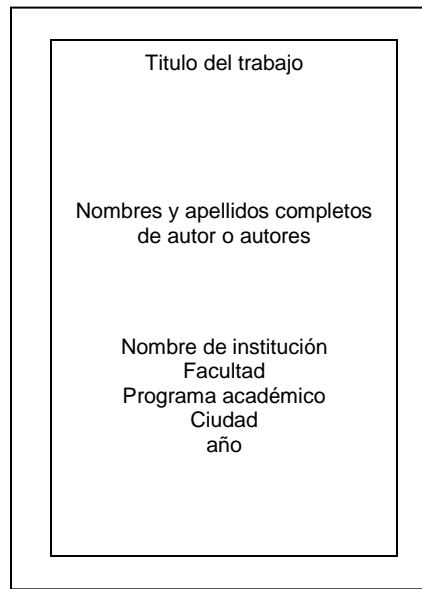 Titulo del trabajo
Nombres y apellidos completos
de autor o autores
Nombre de institución
Facultad
Programa académico
Ciudad
año